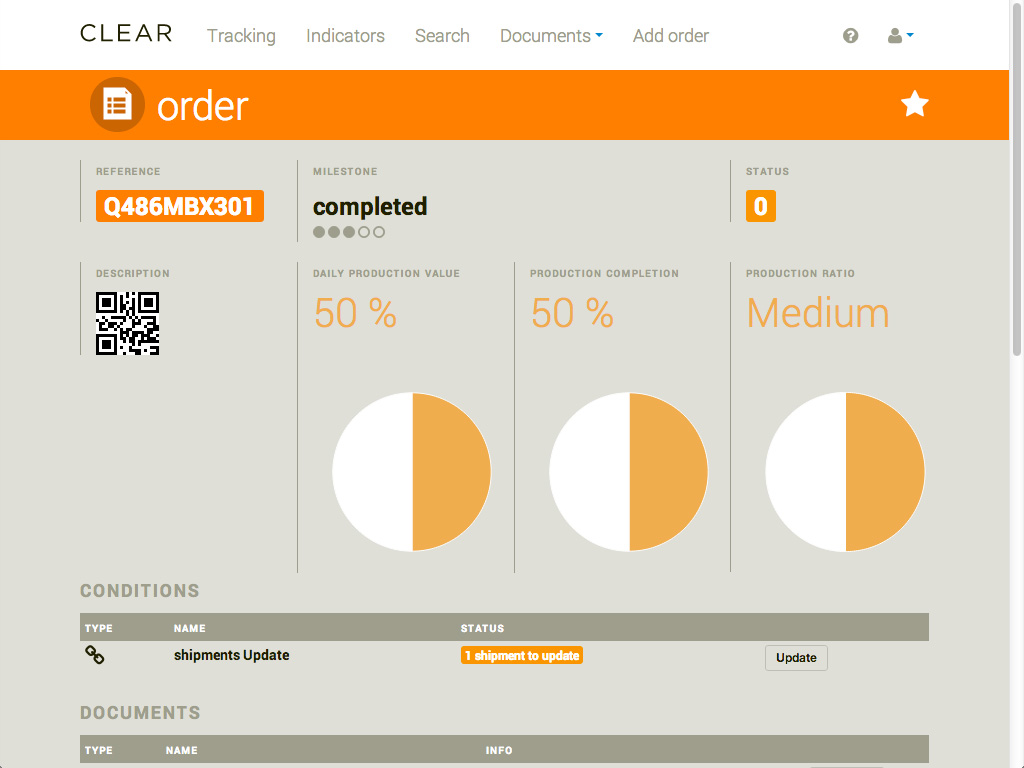 CLEAR Tracking Indicators Search Documents Add order
order
REFERENCE MILESTONE STATUS
Q486MBX301 completed 0
DESCRIPTION DAILY PRODUCTION VALUE PRODUCTION COMPLETION PRODUCTION RATIO
50 % 50 % Medium
CONDITIONS
TYPE NAME STATUS
shipments Update 1 shipment to update Update
DOCUMENTS
TYPE NAME INFO